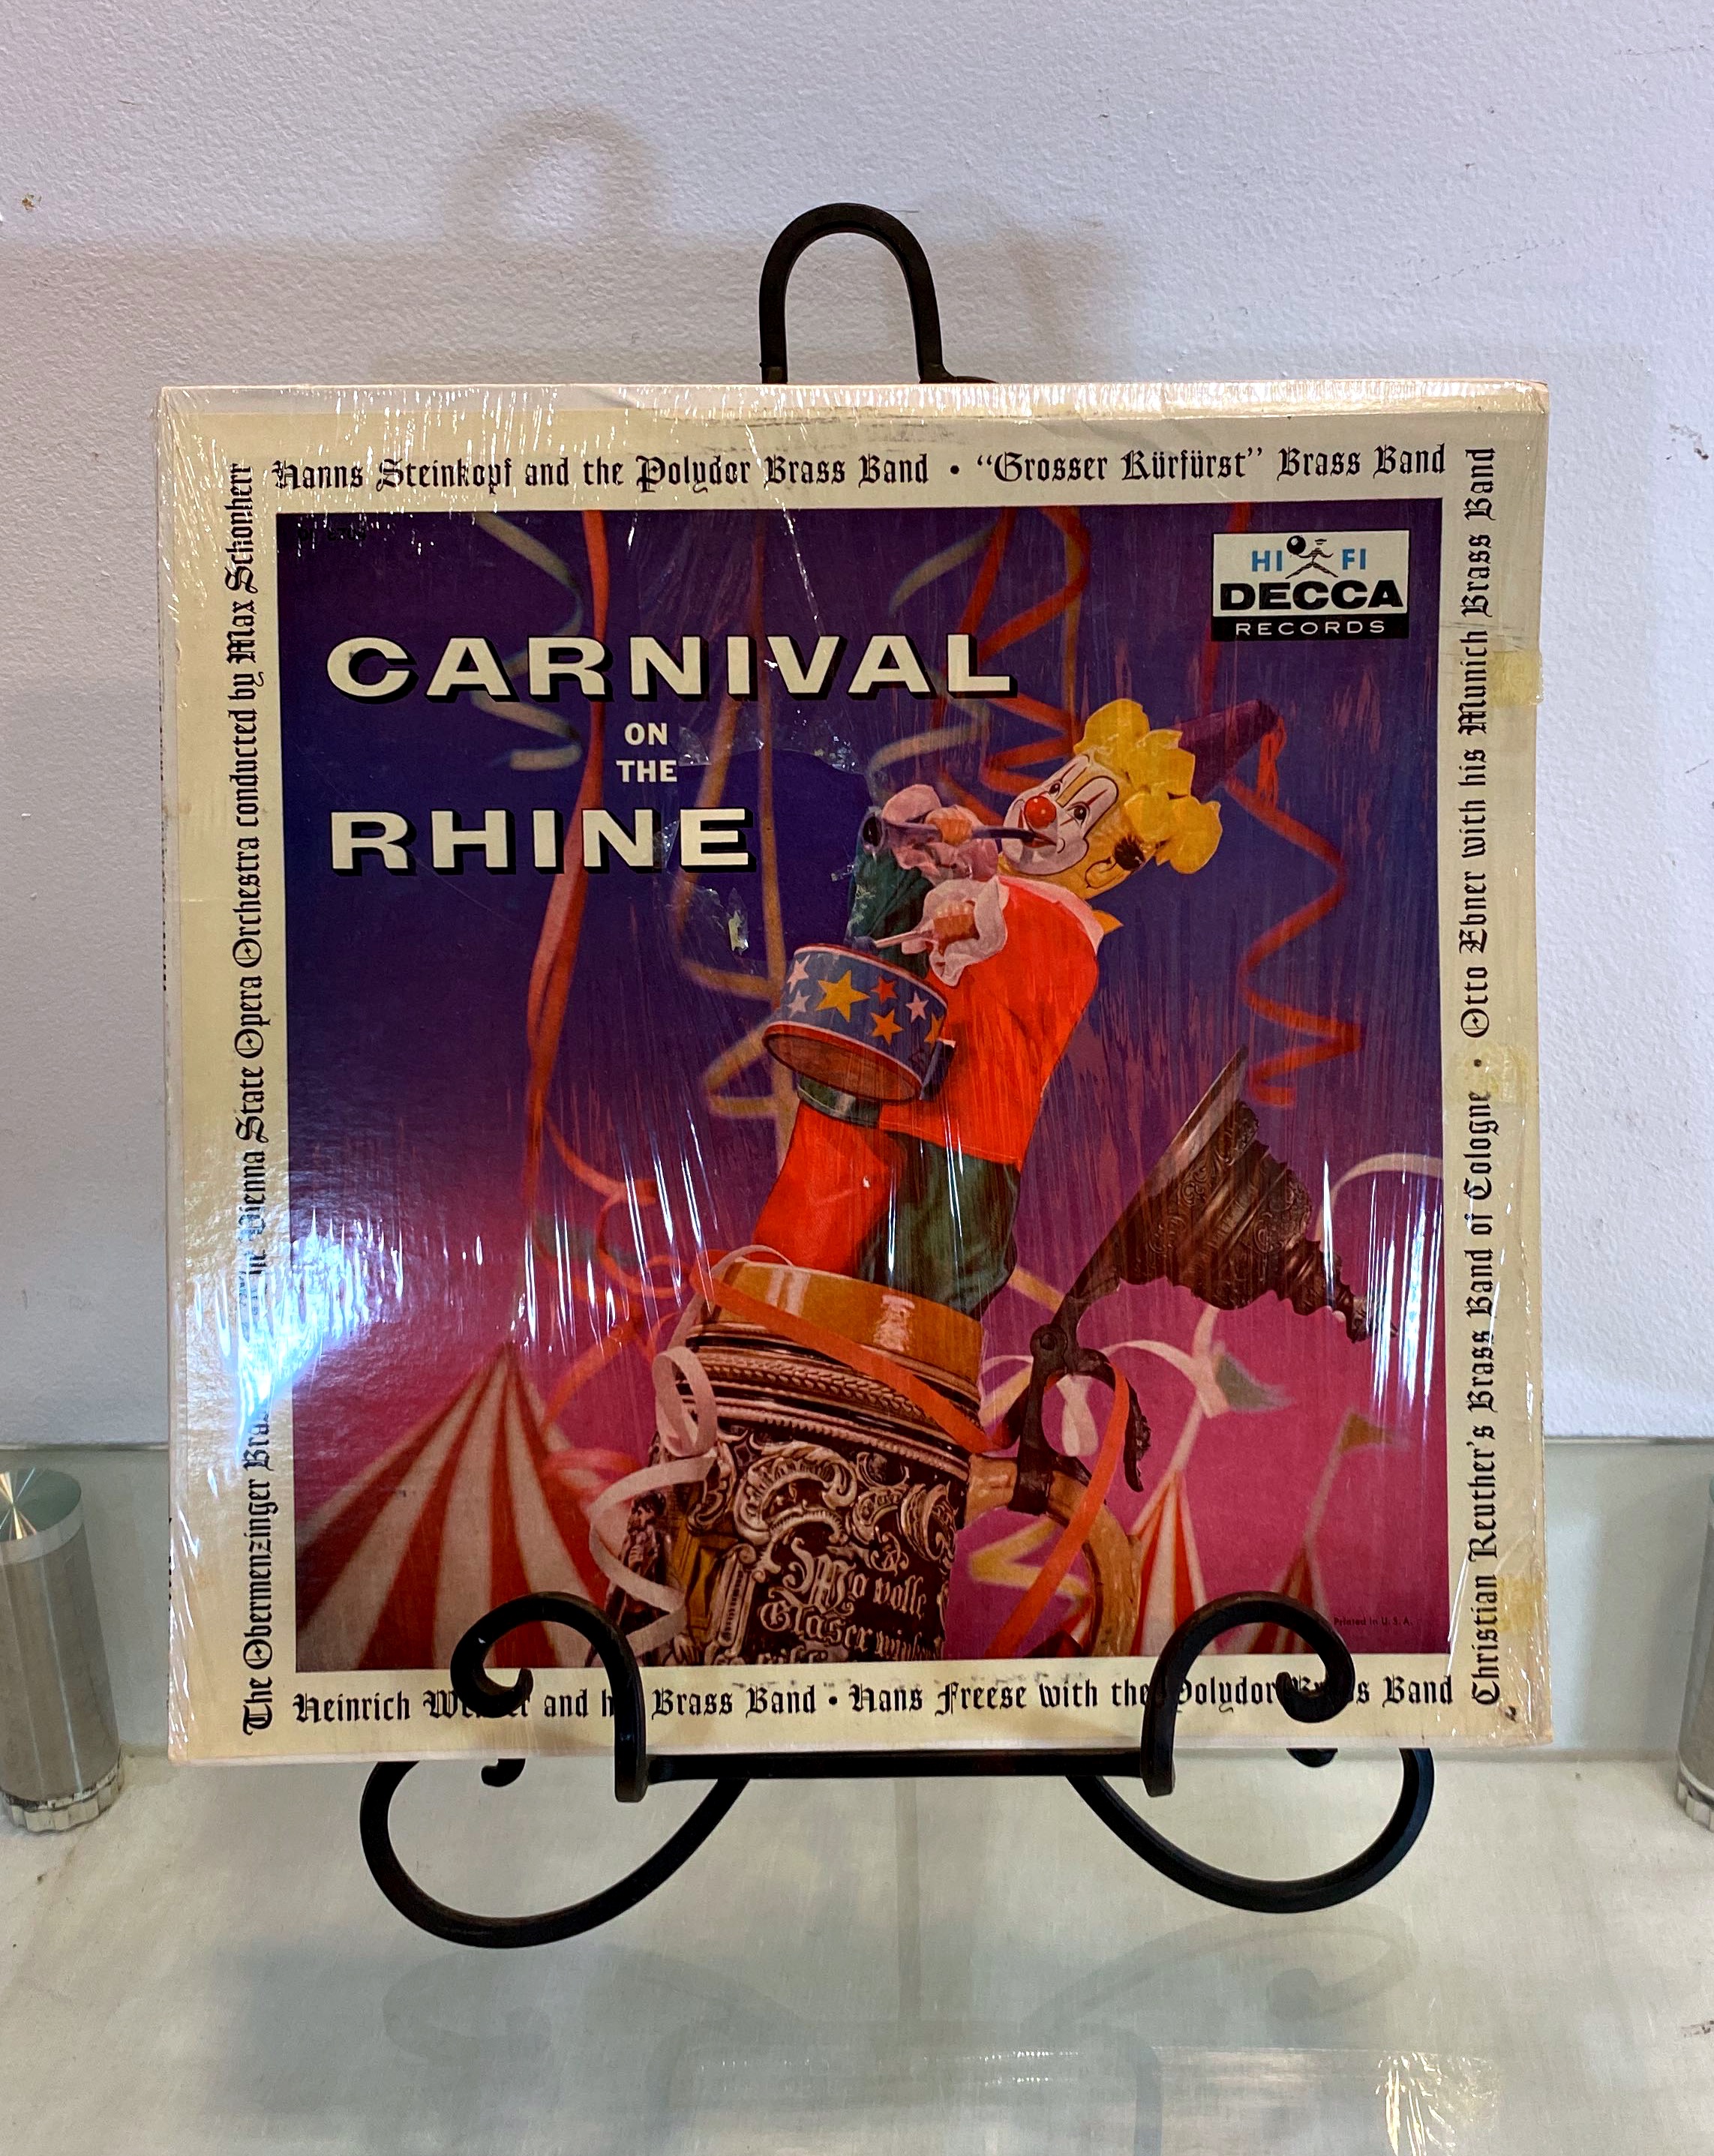 Hanns Steinkopf and the Polydor Brass Band • "Grosser Kürfürst" Brass Band
HI FI
DECCA
RECORDS
CARNIVAL
ON
THE
RHINE
The Obermenzinger Vienna State Opera Orchestra conducted by Max Schonherr
Christian Reuther's Brass Band of Cologne • Otto Ebner with his Munich Brass Band
Wo volle
Gläser
Printed in U. S. A.
Heinrich and Brass Band • Hans Freese with the Polydor Band